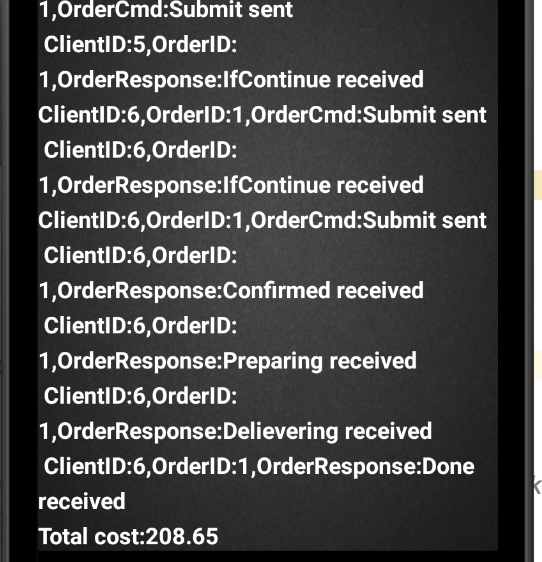 1,OrderCmd:Submit sent
ClientID:5,OrderID:
1,OrderResponse:IfContinue received
ClientID:6,OrderID:1,OrderCmd:Submit sent
ClientID:6,OrderID:
1,OrderResponse:IfContinue received
ClientID:6,OrderID:1,OrderCmd:Submit sent
ClientID:6,OrderID:
1,OrderResponse:Confirmed received
ClientID:6,OrderID:
1,OrderResponse:Preparing received
ClientID:6,OrderID:
1,OrderResponse:Delievering received
ClientID:6,OrderID:1,OrderResponse:Done
received
Total cost:208.65